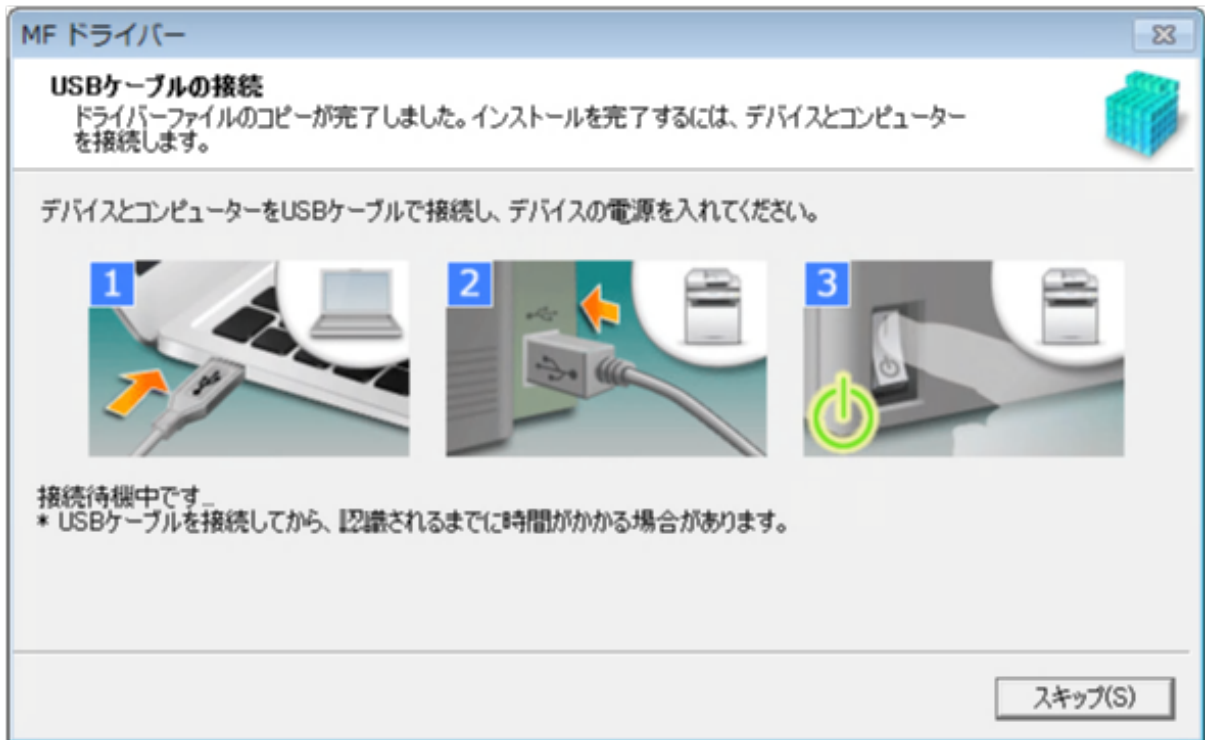 MF ドライバー
USBケーブルの接続
ドライバーファイルのコピーが完了しました。インストールを完了するには、デバイスとコンピューター
を接続します。
デバイスとコンピューターをUSBケーブルで接続し、デバイスの電源を入れてください。
1
2
3
接続待機中です...
* USBケーブルを接続してから、認識されるまでに時間がかかる場合があります。
スキップ(S)